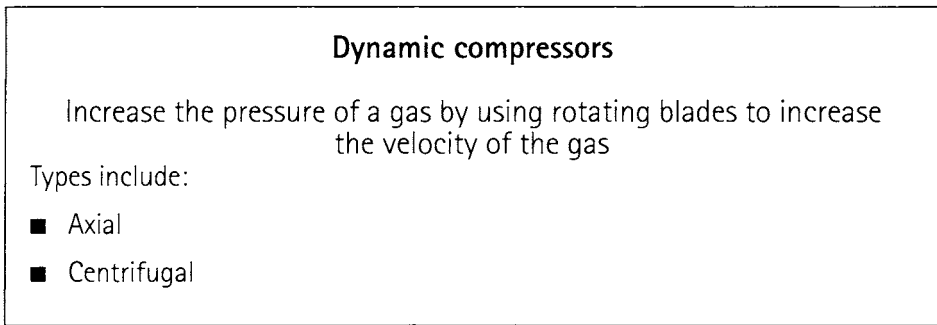 Dynamic compressors
Increase the pressure of a gas by using rotating blades to increase
the velocity of the gas
Types include:
■ Axial
■ Centrifugal